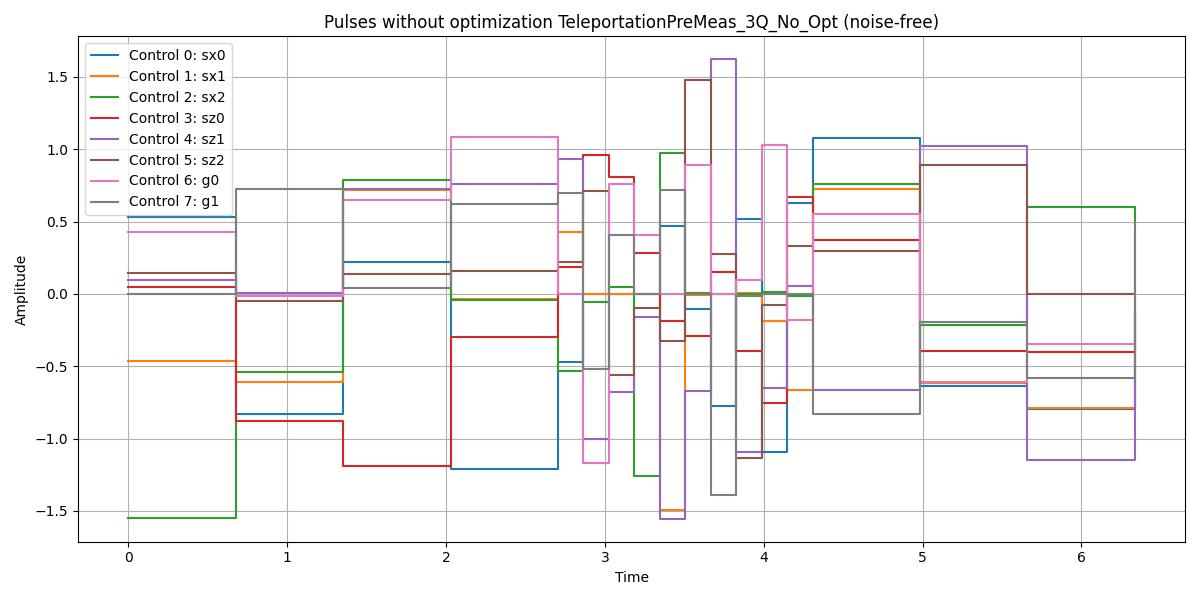 Pulses without optimization TeleportationPreMeas_3Q_No_Opt (noise-free)
Control 0: sx0
Control 1: sx1
Control 2: sx2
Control 3: sz0
Control 4: sz1
Control 5: sz2
Control 6: g0
Control 7: g1
Amplitude
1.5
1.0
0.5
0.0
−0.5
−1.0
−1.5
0 1 2 3 4 5 6
Time